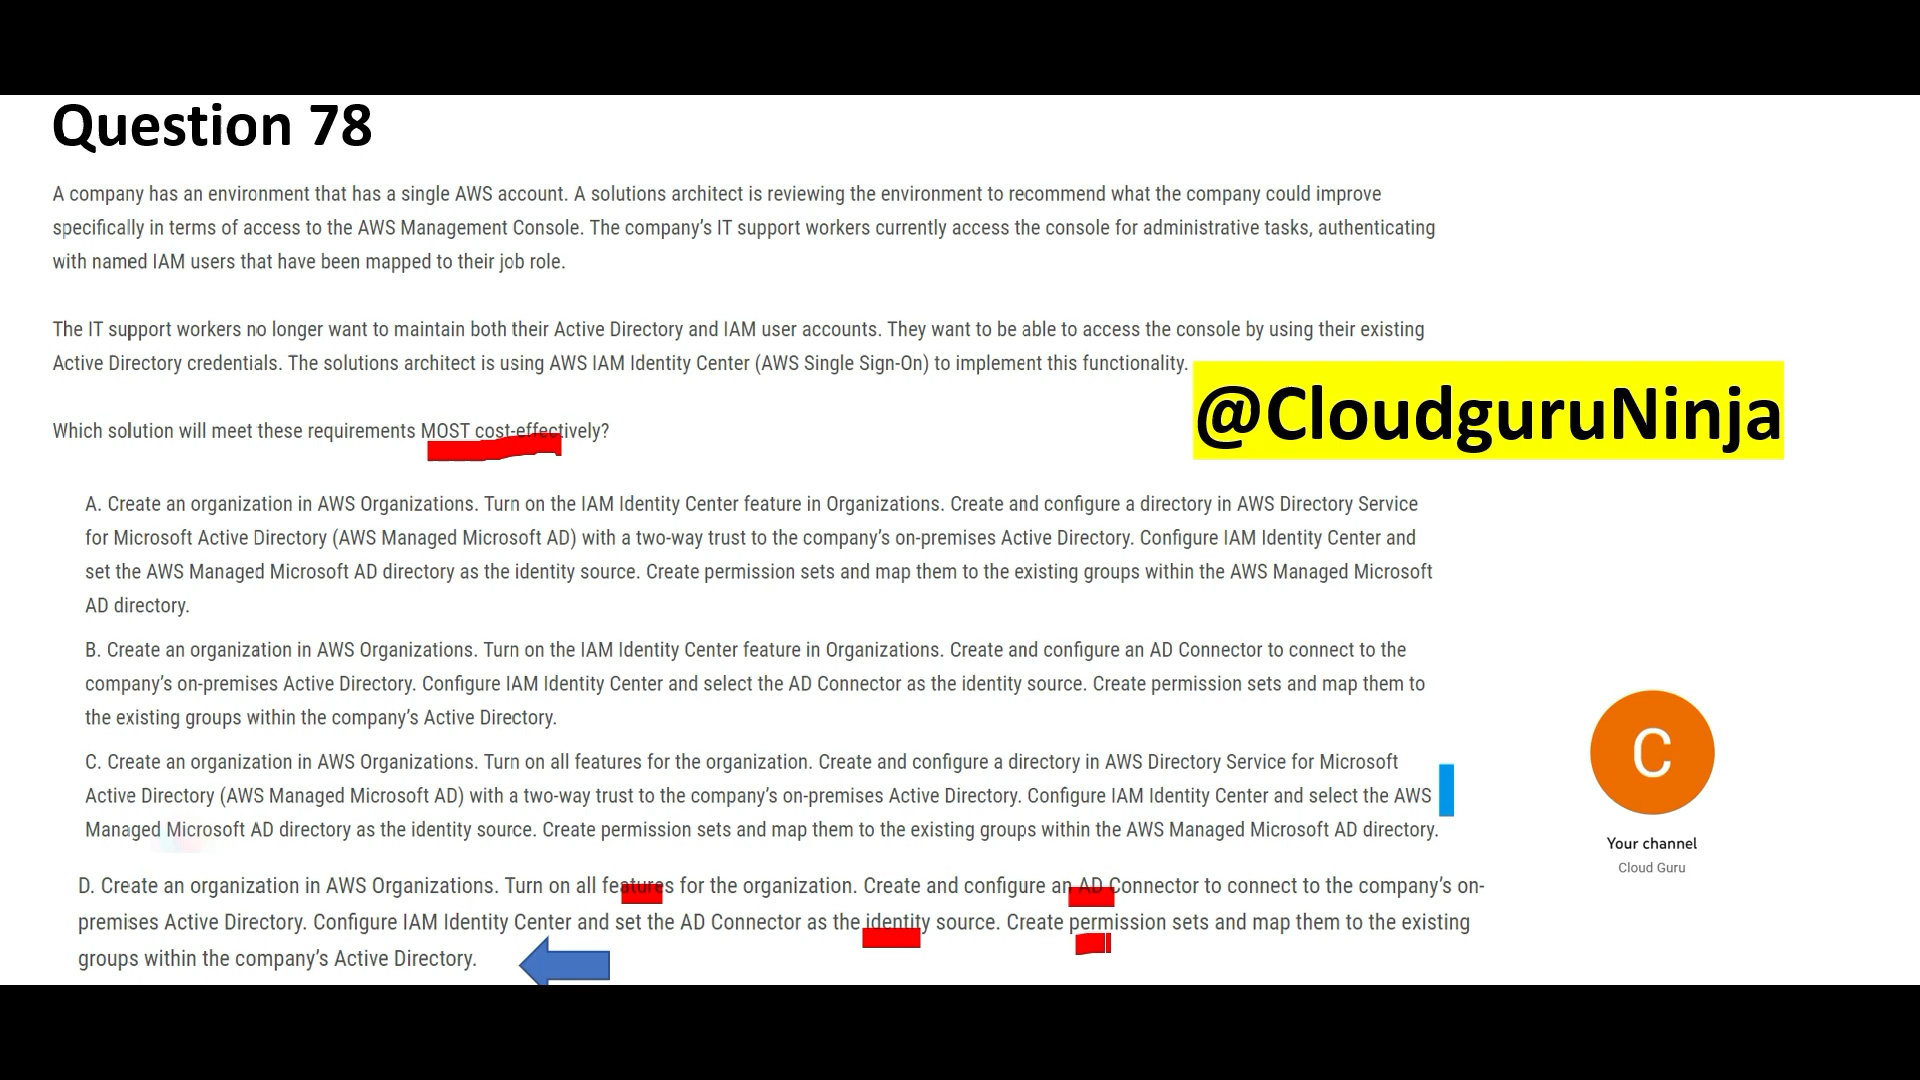 Question 78
A company has an environment that has a single AWS account. A solutions architect is reviewing the environment to recommend what the company could improve
specifically in terms of access to the AWS Management Console. The company’s IT support workers currently access the console for administrative tasks, authenticating
with named IAM users that have been mapped to their job role.
The IT support workers no longer want to maintain both their Active Directory and IAM user accounts. They want to be able to access the console by using their existing
Active Directory credentials. The solutions architect is using AWS IAM Identity Center (AWS Single Sign-On) to implement this functionality.
@CloudguruNinja
Which solution will meet these requirements MOST cost-effectively?
A. Create an organization in AWS Organizations. Turn on the IAM Identity Center feature in Organizations. Create and configure a directory in AWS Directory Service
for Microsoft Active Directory (AWS Managed Microsoft AD) with a two-way trust to the company’s on-premises Active Directory. Configure IAM Identity Center and
set the AWS Managed Microsoft AD directory as the identity source. Create permission sets and map them to the existing groups within the AWS Managed Microsoft
AD directory.
B. Create an organization in AWS Organizations. Turn on the IAM Identity Center feature in Organizations. Create and configure an AD Connector to connect to the
company’s on-premises Active Directory. Configure IAM Identity Center and select the AD Connector as the identity source. Create permission sets and map them to
the existing groups within the company’s Active Directory.
C. Create an organization in AWS Organizations. Turn on all features for the organization. Create and configure a directory in AWS Directory Service for Microsoft
Active Directory (AWS Managed Microsoft AD) with a two-way trust to the company’s on-premises Active Directory. Configure IAM Identity Center and select the AWS
Managed Microsoft AD directory as the identity source. Create permission sets and map them to the existing groups within the AWS Managed Microsoft AD directory.
D. Create an organization in AWS Organizations. Turn on all features for the organization. Create and configure an AD Connector to connect to the company’s on-
premises Active Directory. Configure IAM Identity Center and set the AD Connector as the identity source. Create permission sets and map them to the existing
groups within the company’s Active Directory.
C
Your channel
Cloud Guru